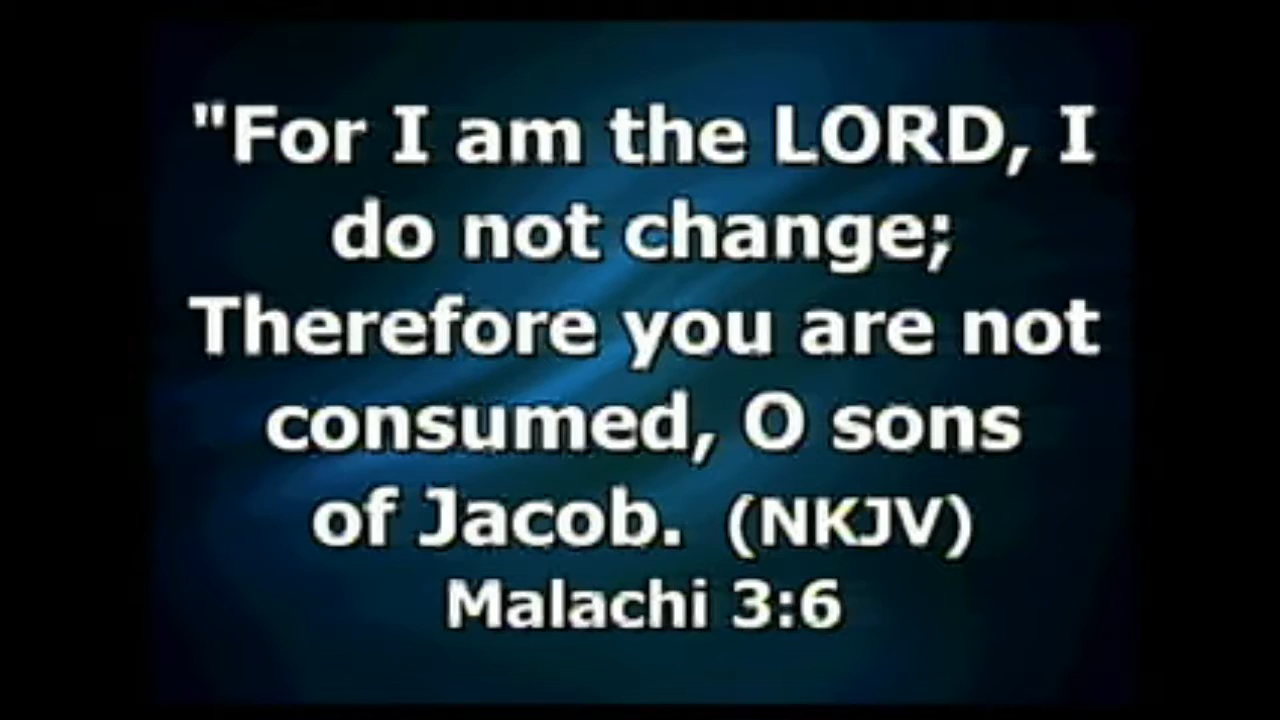 "For I am the LORD, I
do not change;
Therefore you are not
consumed, O sons
of Jacob. (NKJV)
Malachi 3:6